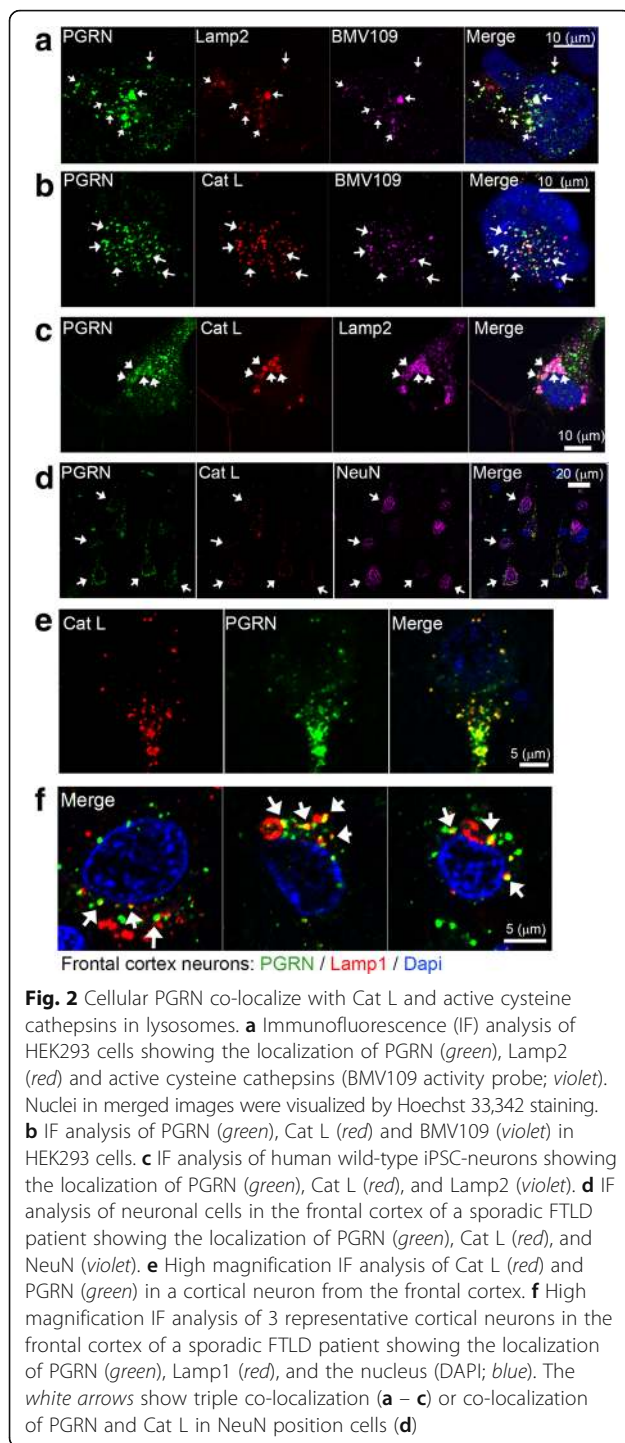 a
PGRN Lamp2 BMV109 Merge
10 (μm)
b
PGRN Cat L BMV109 Merge
10 (μm)
c
PGRN Cat L Lamp2 Merge
10 (μm)
d
PGRN Cat L NeuN Merge
20 (μm)
e
Cat L PGRN Merge
5 (μm)
f
Merge
5 (μm)
Frontal cortex neurons: PGRN / Lamp1 / Dapi
Fig. 2 Cellular PGRN co-localize with Cat L and active cysteine
cathepsins in lysosomes. a Immunofluorescence (IF) analysis of
HEK293 cells showing the localization of PGRN (green), Lamp2
(red) and active cysteine cathepsins (BMV109 activity probe; violet).
Nuclei in merged images were visualized by Hoechst 33,342 staining.
b IF analysis of PGRN (green), Cat L (red) and BMV109 (violet) in
HEK293 cells. c IF analysis of human wild-type iPSC-neurons showing
the localization of PGRN (green), Cat L (red), and Lamp2 (violet). d IF
analysis of neuronal cells in the frontal cortex of a sporadic FTLD
patient showing the localization of PGRN (green), Cat L (red), and
NeuN (violet). e High magnification IF analysis of Cat L (red) and
PGRN (green) in a cortical neuron from the frontal cortex. f High
magnification IF analysis of 3 representative cortical neurons in the
frontal cortex of a sporadic FTLD patient showing the localization
of PGRN (green), Lamp1 (red), and the nucleus (DAPI; blue). The
white arrows show triple co-localization (a – c) or co-localization
of PGRN and Cat L in NeuN position cells (d)